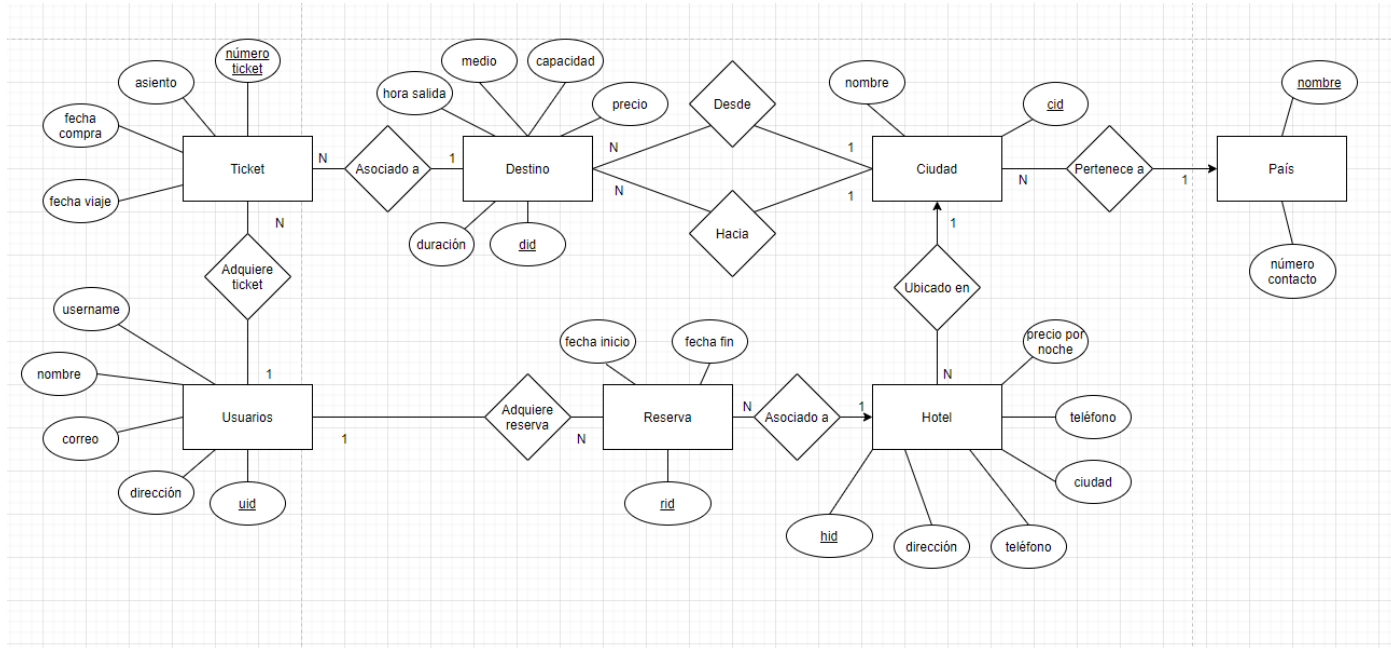 número
ticket
asiento
fecha
compra
fecha viaje
Ticket
N
Asociado a
1
medio
capacidad
hora salida
precio
Destino
duración
did
N
N
Desde
Hacia
1
1
nombre
cid
Ciudad
N
Pertenece a
1
nombre
País
número
contacto
N
Adquiere
ticket
1
username
nombre
correo
dirección
uid
Usuarios
1
Adquiere
reserva
N
fecha inicio
fecha fin
Reserva
rid
N
Asociado a
1
1
Ubicado en
N
precio por
noche
Hotel
teléfono
ciudad
hid
dirección
teléfono